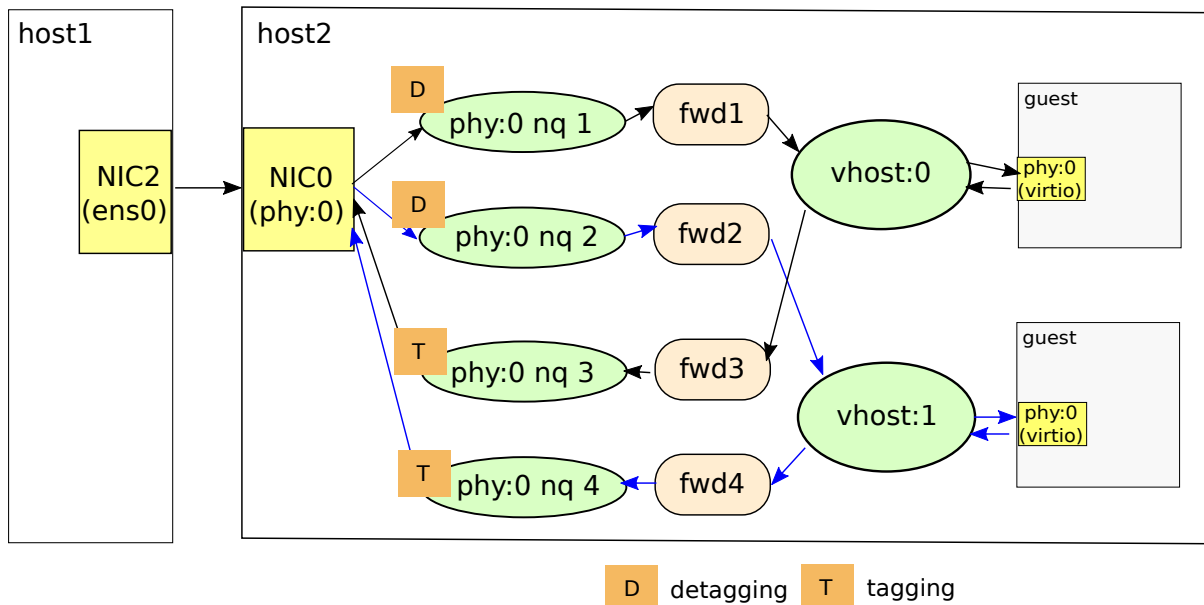 host1
NIC2
(ens0)
host2
NIC0
(phy:0)
D
phy:0 nq 1
fwd1
vhost:0
guest
phy:0
(virtio)
D
phy:0 nq 2
fwd2
T
phy:0 nq 3
fwd3
vhost:1
guest
phy:0
(virtio)
T
phy:0 nq 4
fwd4
D detagging T tagging